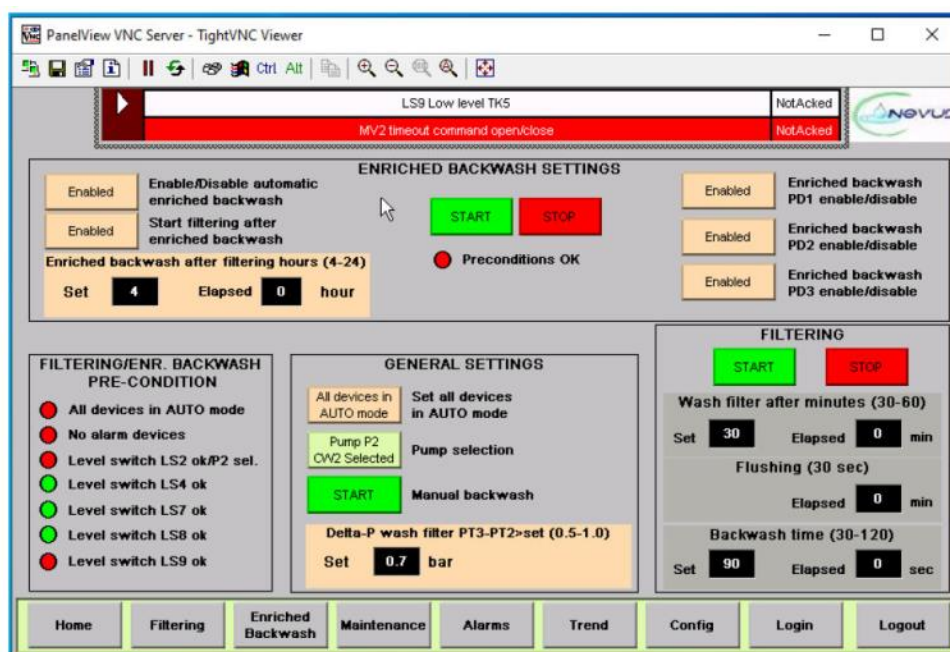 PanelView VNC Server - TightVNC Viewer
Ctrl Alt
LS9 Low level TK5 NotAcked
MV2 timeout command open/close NotAcked
ENRICHED BACKWASH SETTINGS
Enabled
Enable/Disable automatic
enriched backwash
Enabled
Start filtering after
enriched backwash
Enriched backwash after filtering hours (4-24)
Set 4 Elapsed 0 hour
START STOP
Preconditions OK
Enabled
Enriched backwash
PD1 enable/disable
Enabled
Enriched backwash
PD2 enable/disable
Enabled
Enriched backwash
PD3 enable/disable
FILTERING/ENR. BACKWASH
PRE-CONDITION
All devices in AUTO mode
No alarm devices
Level switch LS2 ok/P2 sel.
Level switch LS4 ok
Level switch LS7 ok
Level switch LS8 ok
Level switch LS9 ok
GENERAL SETTINGS
All devices in
AUTO mode
Set all devices
in AUTO mode
Pump P2
CW2 Selected
Pump selection
START
Manual backwash
Delta-P wash filter PT3-PT2>set (0.5-1.0)
Set 0.7 bar
FILTERING
START STOP
Wash filter after minutes (30-60)
Set 30 Elapsed 0 min
Flushing (30 sec)
Elapsed 0 min
Backwash time (30-120)
Set 90 Elapsed 0 sec
Home
Filtering
Enriched
Backwash
Maintenance
Alarms
Trend
Config
Login
Logout